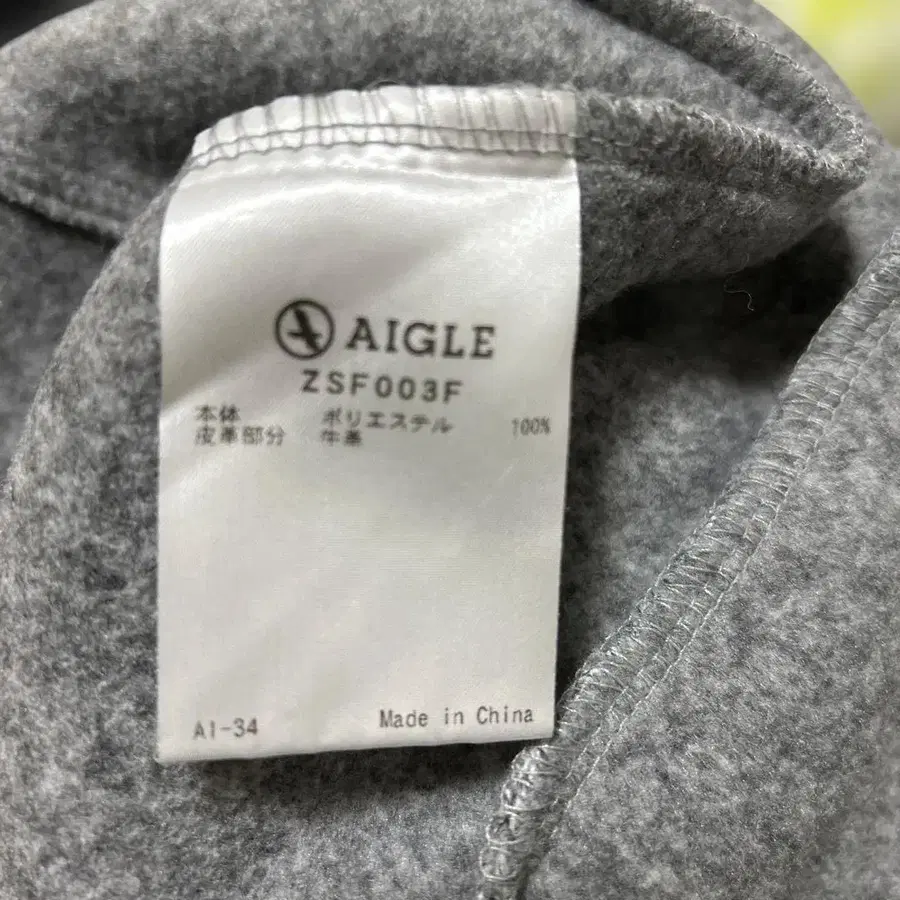 AIGLE
ZSF003F
本体 ポリエステル 100%
皮革部分 牛革
AI-34
Made in China